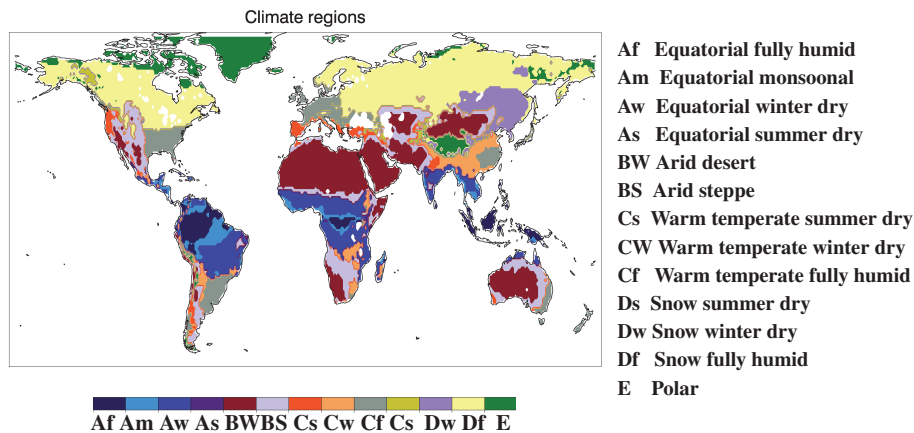 Climate regions
Af Equatorial fully humid
Am Equatorial monsoonal
Aw Equatorial winter dry
As Equatorial summer dry
BW Arid desert
BS Arid steppe
Cs Warm temperate summer dry
CW Warm temperate winter dry
Cf Warm temperate fully humid
Ds Snow summer dry
Dw Snow winter dry
Df Snow fully humid
E Polar
Af Am Aw As BWBS Cs Cw Cf Cs Dw Df E